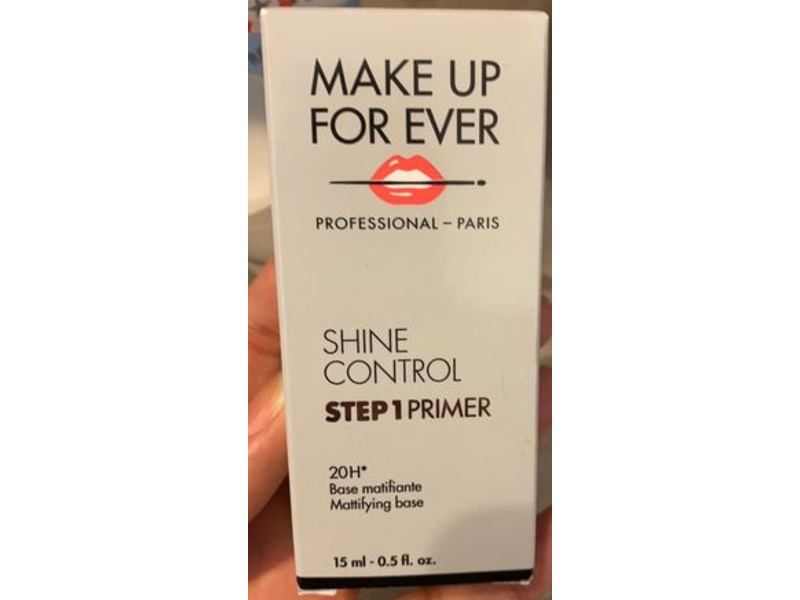 MAKE UP
FOR EVER
PROFESSIONAL – PARIS
SHINE
CONTROL
STEP 1 PRIMER
20H*
Base matifiante
Mattifying base
15 ml - 0.5 fl. oz.